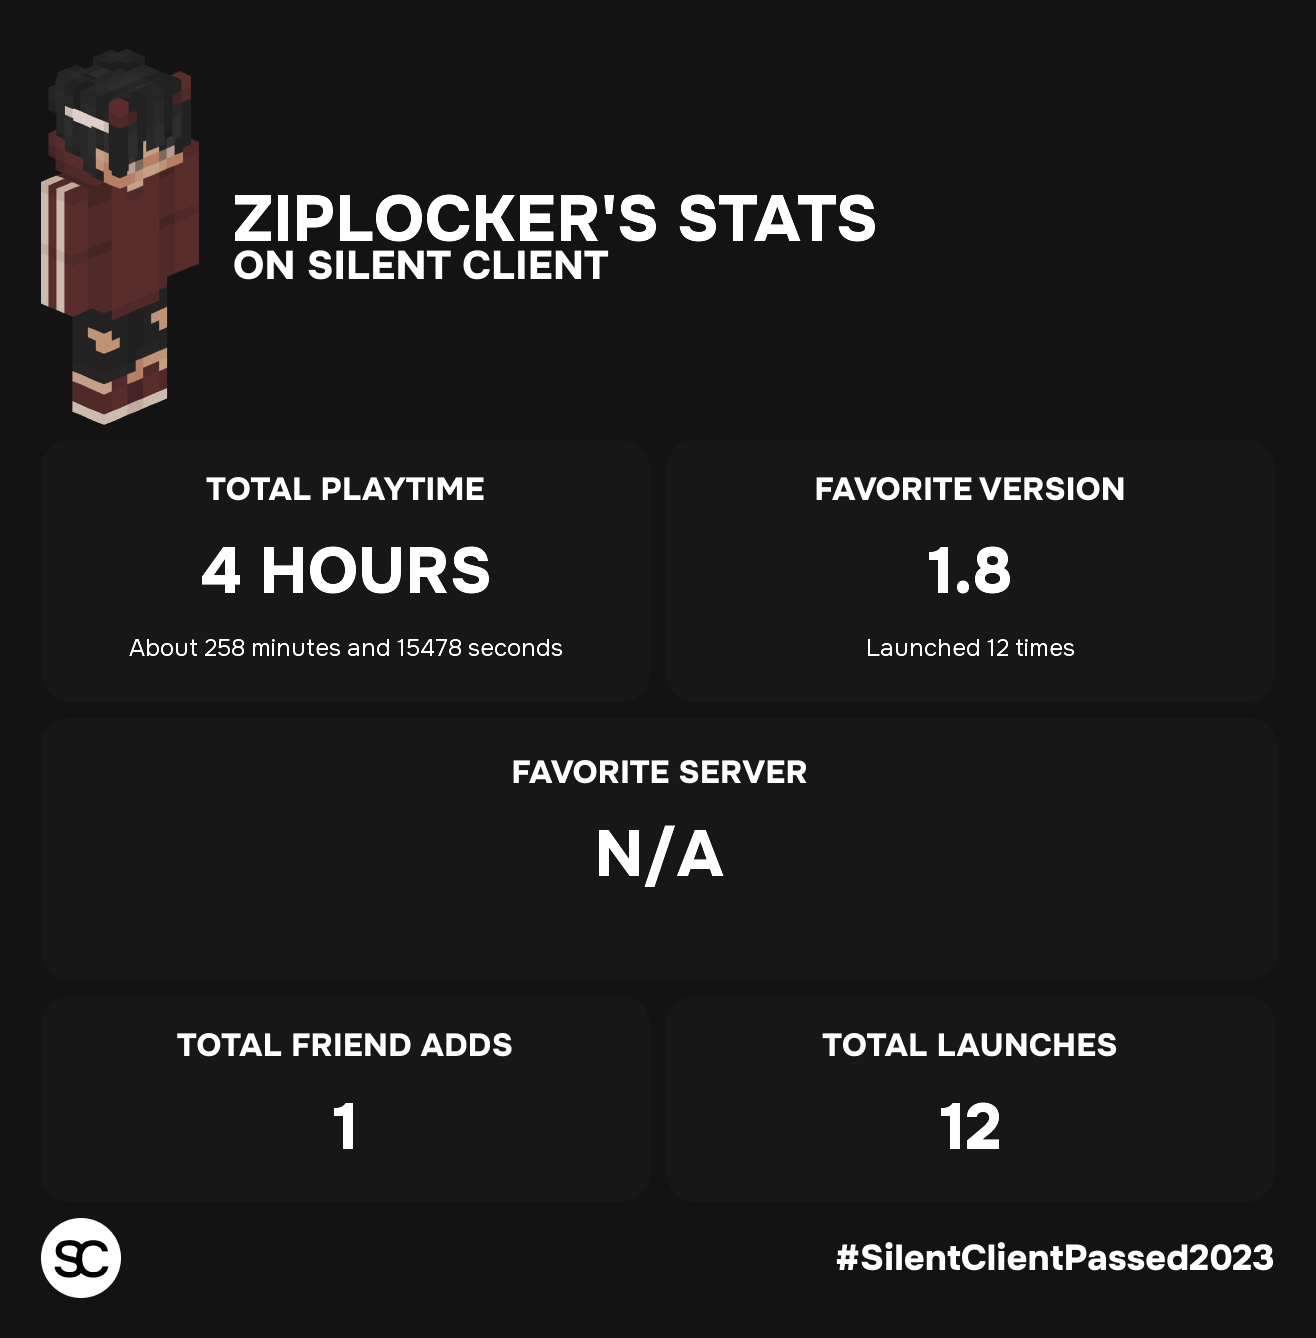 ZIPLOCKER'S STATS
ON SILENT CLIENT
TOTAL PLAYTIME
4 HOURS
About 258 minutes and 15478 seconds
FAVORITE VERSION
1.8
Launched 12 times
FAVORITE SERVER
N/A
TOTAL FRIEND ADDS
1
TOTAL LAUNCHES
12
SC
#SilentClientPassed2023